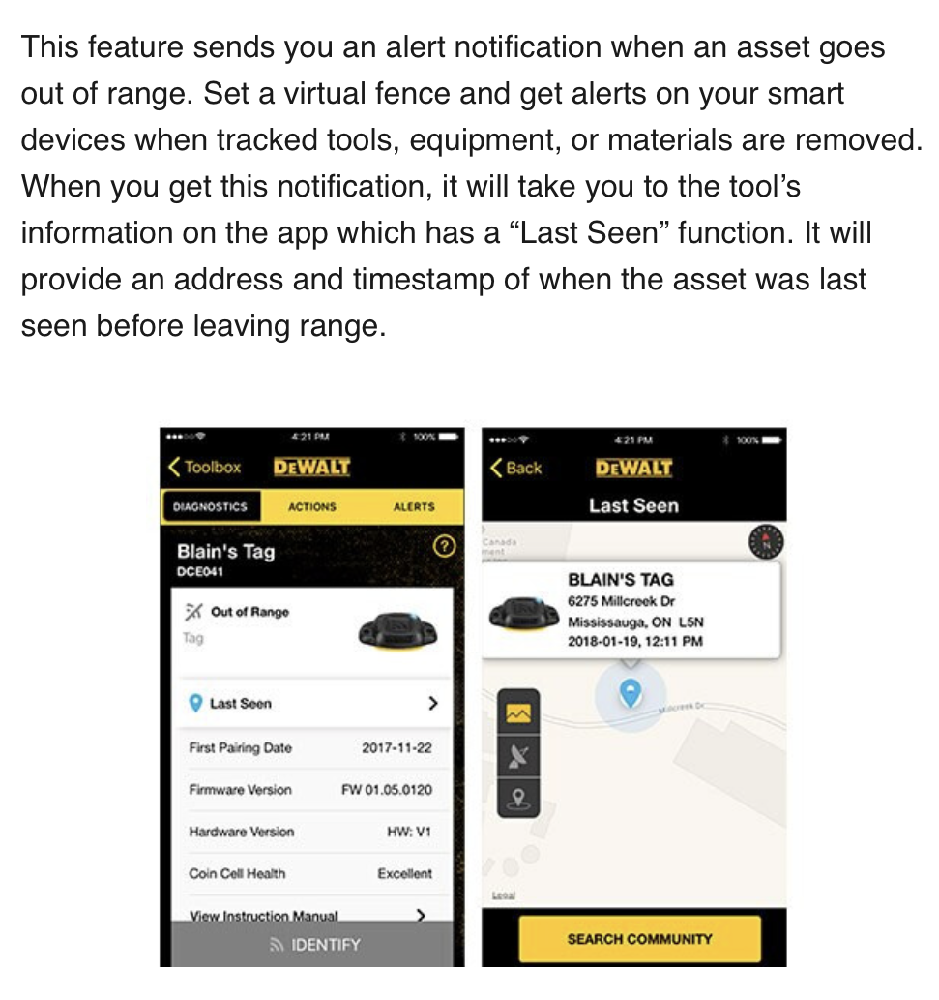 This feature sends you an alert notification when an asset goes
out of range. Set a virtual fence and get alerts on your smart
devices when tracked tools, equipment, or materials are removed.
When you get this notification, it will take you to the tool’s
information on the app which has a “Last Seen” function. It will
provide an address and timestamp of when the asset was last
seen before leaving range.
4:21 PM 100%
Toolbox DEWALT
DIAGNOSTICS ACTIONS ALERTS
Blain's Tag ?
DCE041
Out of Range
Tag
Last Seen
First Pairing Date 2017-11-22
Firmware Version FW 01.05.0120
Hardware Version HW: V1
Coin Cell Health Excellent
View Instruction Manual
IDENTIFY
4:21 PM 100%
Back DEWALT
Last Seen
Canada
ment
N
BLAIN'S TAG
6275 Millcreek Dr
Mississauga, ON L5N
2018-01-19, 12:11 PM
Millcreek Dr
Legal
SEARCH COMMUNITY